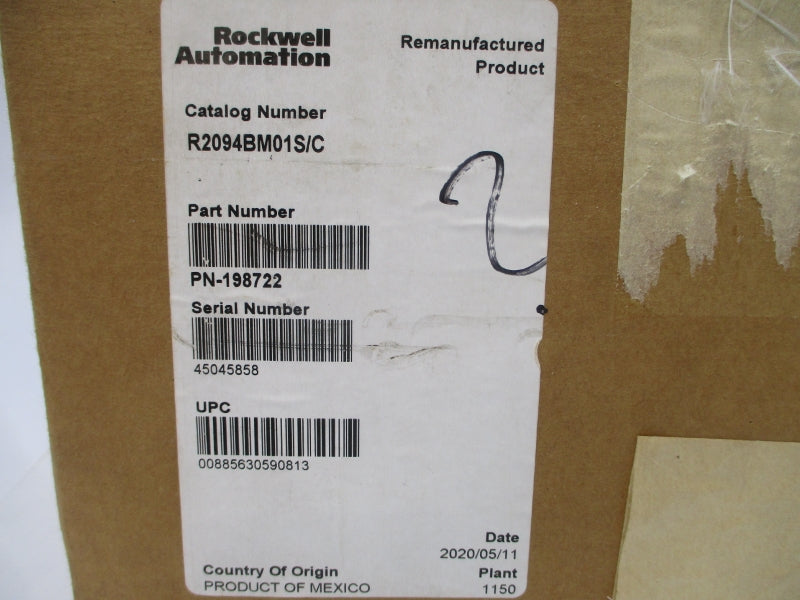 Rockwell
Automation
Remanufactured
Product
Catalog Number
R2094BM01S/C
Part Number
PN-198722
Serial Number
45045858
UPC
00885630590813
Date
2020/05/11
Country Of Origin
PRODUCT OF MEXICO
Plant
1150